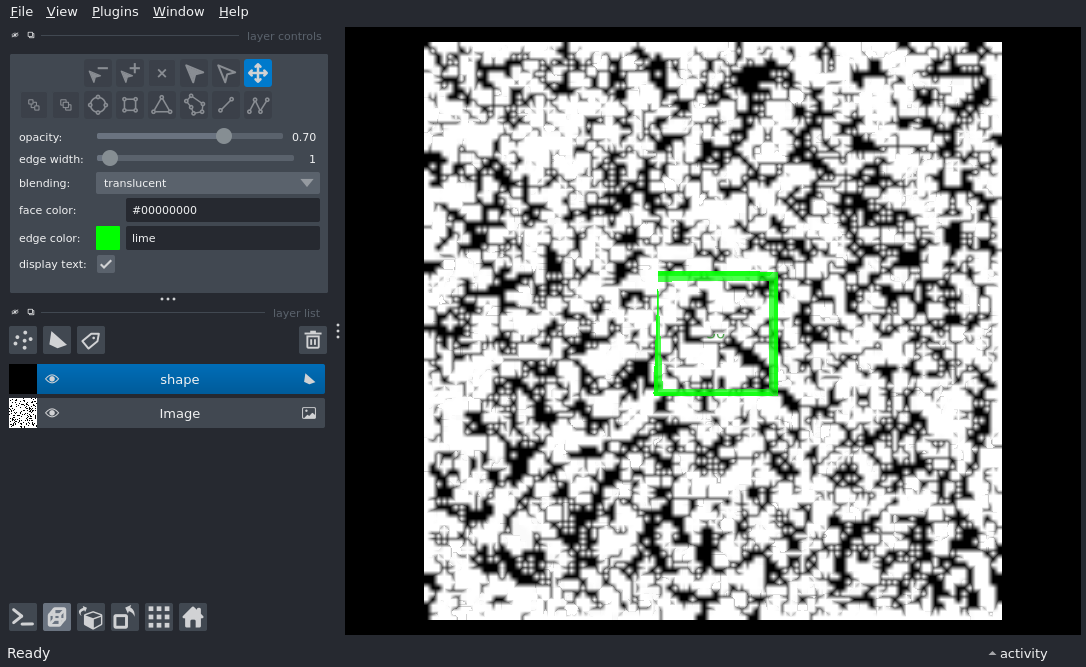 File View Plugins Window Help
layer controls
opacity: 0.70
edge width: 1
blending: translucent
face color: #00000000
edge color: lime
display text:
layer list
shape
Image
Ready
activity